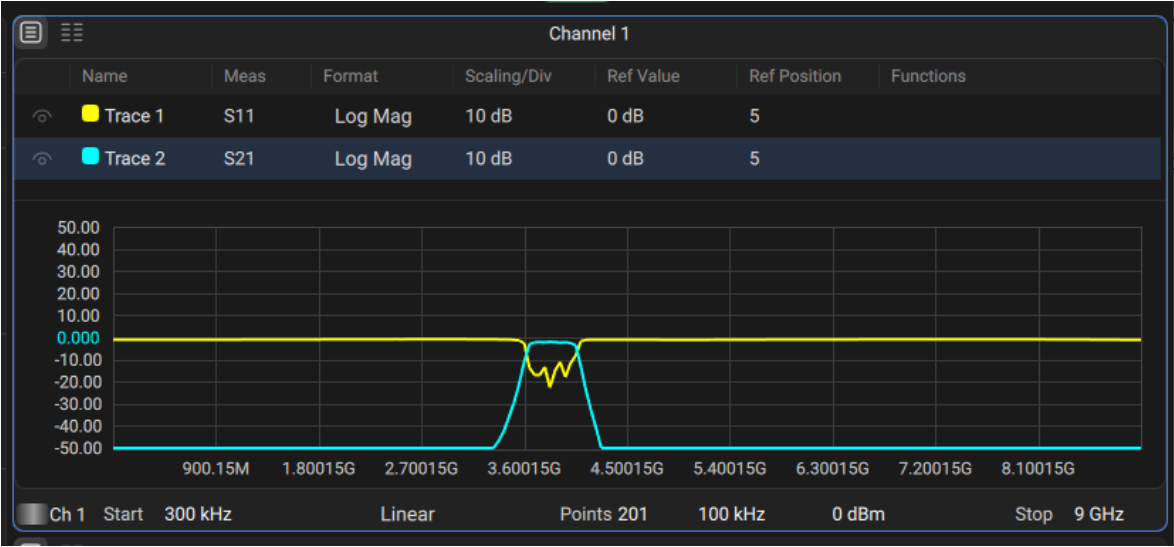 Channel 1
Name Meas Format Scaling/Div Ref Value Ref Position Functions
Trace 1 S11 Log Mag 10 dB 0 dB 5
Trace 2 S21 Log Mag 10 dB 0 dB 5
50.00
40.00
30.00
20.00
10.00
0.000
-10.00
-20.00
-30.00
-40.00
-50.00
900.15M 1.80015G 2.70015G 3.60015G 4.50015G 5.40015G 6.30015G 7.20015G 8.10015G
Ch 1 Start 300 kHz Linear Points 201 100 kHz 0 dBm Stop 9 GHz